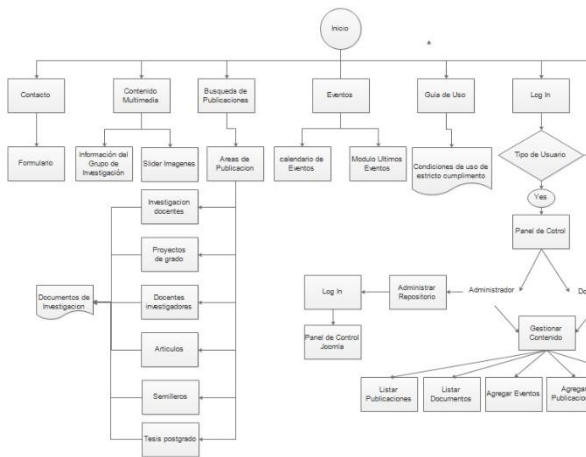 Inicio
Contacto
Contenido
Multimedia
Busqueda de
Publicaciones
Eventos
Guia de Uso
Log In
Formulario
Información del
Grupo de
Investigación
Slider Imagenes
Areas de
Publicacion
calendario de
Eventos
Modulo Ultimos
Eventos
Condiciones de uso de
estricto cumplimento
Tipo de Usuario
Yes
Panel de Cotrol
Investigacion
docentes
Proyectos
de grado
Docentes
investigadores
Articulos
Semilleros
Tesis postgrado
Documentos de
Investigacion
Log In
Administrar
Repositorio
Administrador
Panel de Control
Joomla
Gestionar
Contenido
Listar
Publicaciones
Listar
Documentos
Agregar Eventos